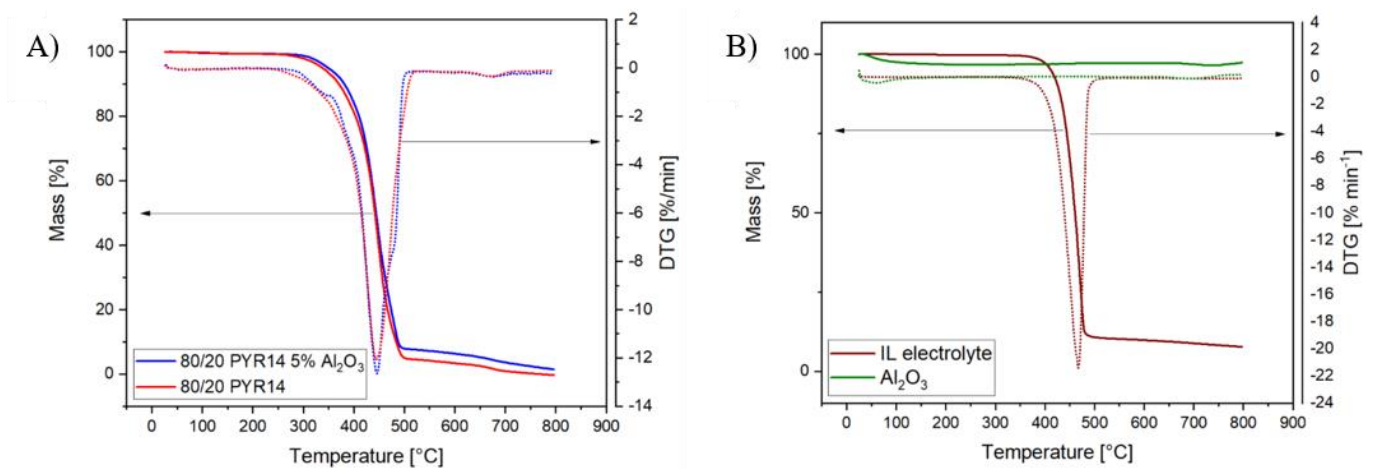 A)
Mass [%]
100
80
60
40
20
0
2
0
-2
-4
-6
-8
-10
-12
-14
DTG [%/min]
80/20 PYR14 5% Al₂O₃
80/20 PYR14
0 100 200 300 400 500 600 700 800 900
Temperature [°C]
B)
Mass [%]
100
50
0
4
2
0
-2
-4
-6
-8
-10
-12
-14
-16
-18
-20
-22
-24
DTG [% min⁻¹]
IL electrolyte
Al₂O₃
0 100 200 300 400 500 600 700 800 900
Temperature [°C]